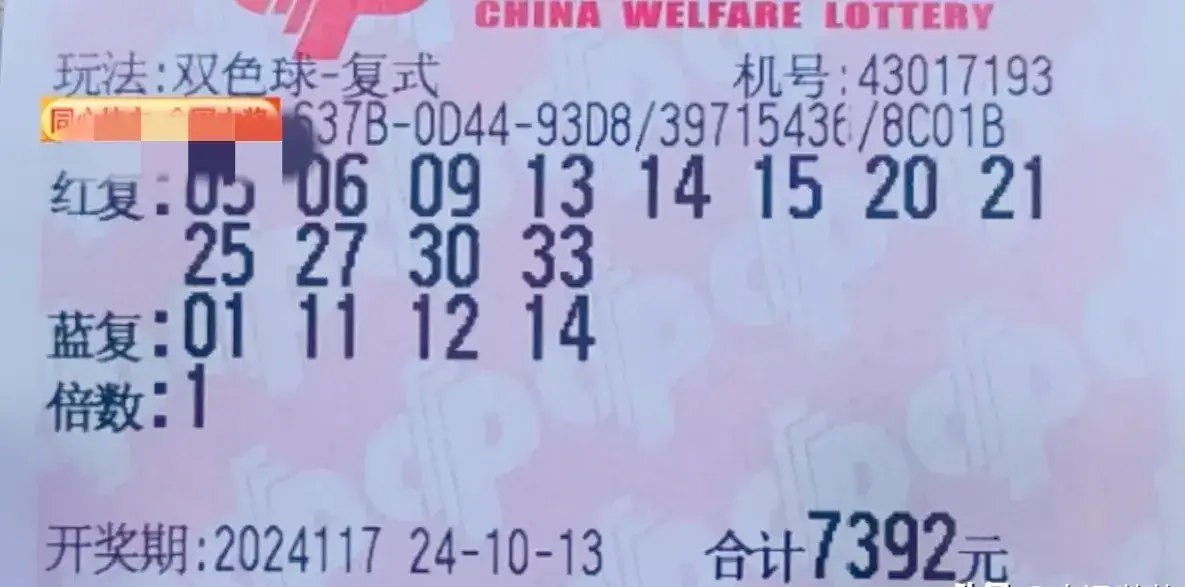 CHINA WELFARE LOTTERY
玩法:双色球-复式 机号:43017193
637B-0D44-93D8/39715436/8C01B
红复:05 06 09 13 14 15 20 21
25 27 30 33
蓝复:01 11 12 14
倍数:1
开奖期:2024117 24-10-13 合计7392元